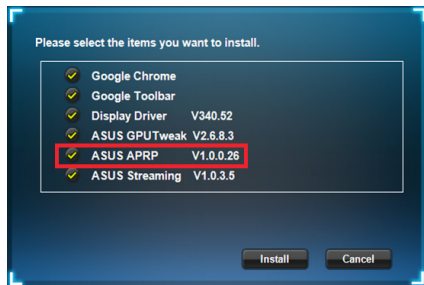 Please select the items you want to install.
Google Chrome
Google Toolbar
Display Driver V340.52
ASUS GPUTweak V2.6.8.3
ASUS APRP V1.0.0.26
ASUS Streaming V1.0.3.5
Install Cancel